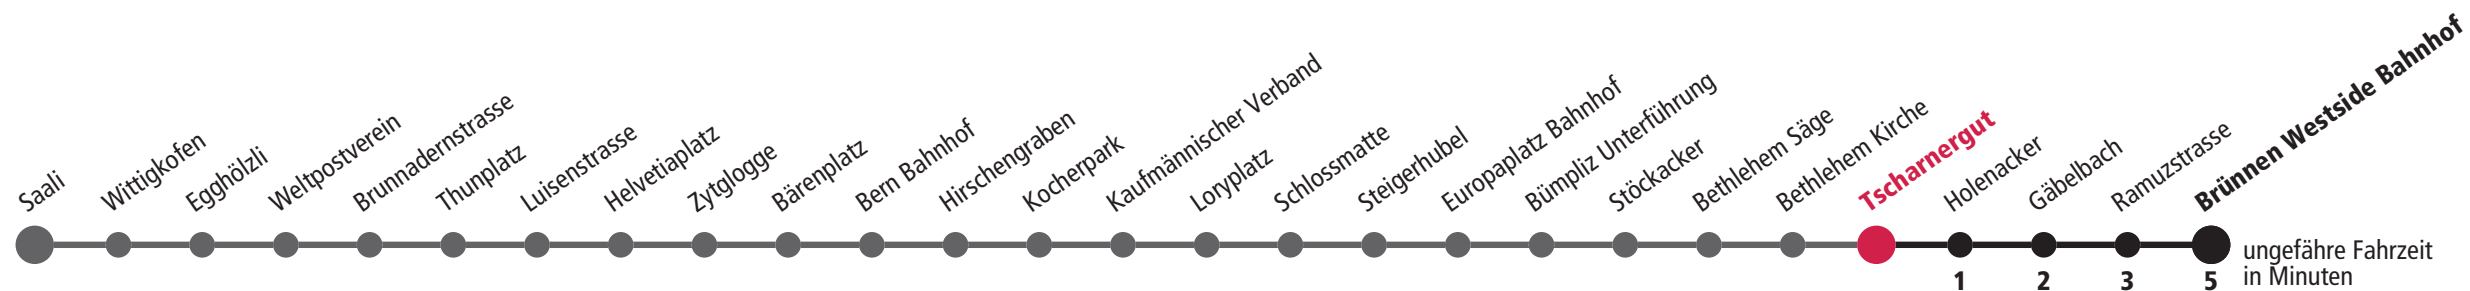 Saali
Wittigkofen
Egghölzli
Weltpostverein
Brunnadernstrasse
Thunplatz
Luisenstrasse
Helvetiaplatz
Zytglogge
Bärenplatz
Bern Bahnhof
Hirschengraben
Kocherpark
Kaufmännischer Verband
Loryplatz
Schlossmatte
Steigerhubel
Europaplatz Bahnhof
Bümpliz Unterführung
Stöckacker
Bethlehem Säge
Bethlehem Kirche
Tscharnergut
Holenacker
Gäbelbach
Ramuzstrasse
Brünnen Westside Bahnhof
1
2
3
5
ungefähre Fahrzeit
in Minuten